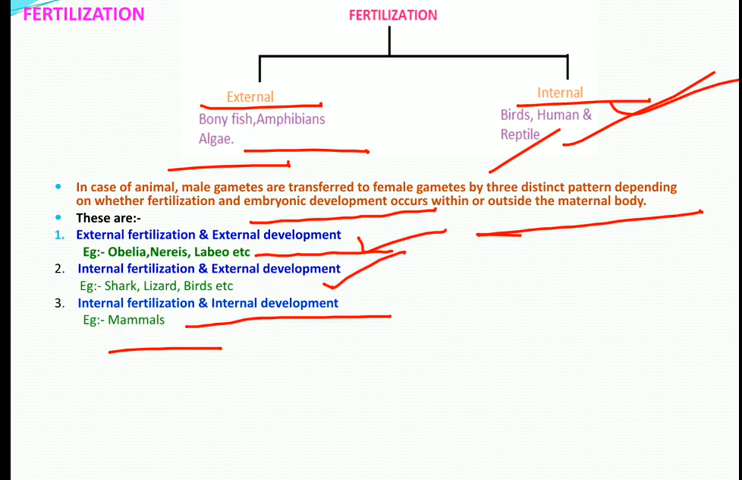 FERTILIZATION
FERTILIZATION
External
Bony fish,Amphibians
Algae.
Internal
Birds, Human &
Reptile
• In case of animal, male gametes are transferred to female gametes by three distinct pattern depending
on whether fertilization and embryonic development occurs within or outside the maternal body.
• These are:-
1. External fertilization & External development
Eg:- Obelia,Nereis, Labeo etc
2. Internal fertilization & External development
Eg:- Shark, Lizard, Birds etc
3. Internal fertilization & Internal development
Eg:- Mammals